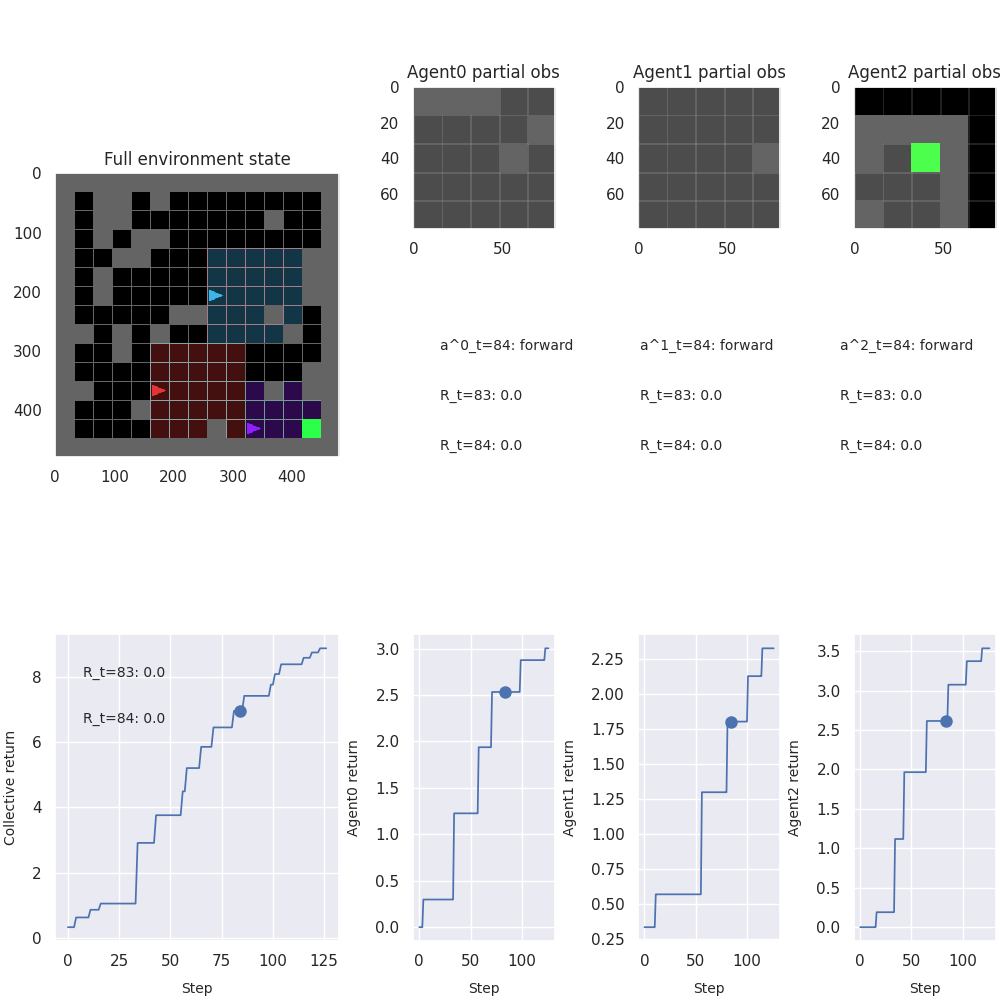 Agent0 partial obs
Agent1 partial obs
Agent2 partial obs
0
20
40
60
0 50
0
20
40
60
0 50
0
20
40
60
0 50
Full environment state
0
100
200
300
400
0 100 200 300 400
a^0_t=84: forward
a^1_t=84: forward
a^2_t=84: forward
R_t=83: 0.0
R_t=83: 0.0
R_t=83: 0.0
R_t=84: 0.0
R_t=84: 0.0
R_t=84: 0.0
Collective return
8
6
4
2
0
R_t=83: 0.0
R_t=84: 0.0
0 25 50 75 100 125
Step
Agent0 return
3.0
2.5
2.0
1.5
1.0
0.5
0.0
0 100
Step
Agent1 return
2.25
2.00
1.75
1.50
1.25
1.00
0.75
0.50
0.25
0 100
Step
Agent2 return
3.5
3.0
2.5
2.0
1.5
1.0
0.5
0.0
0 50 100
Step